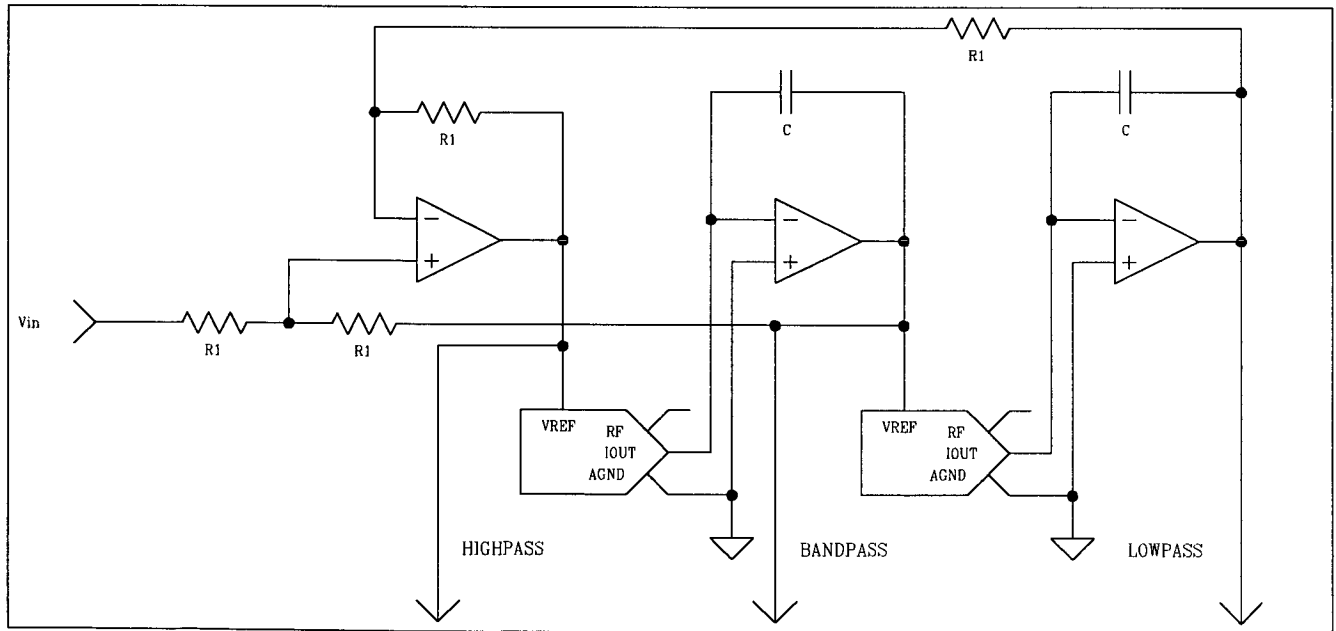 R1
R1
C
C
−
+
−
+
−
+
Vin
R1
R1
VREF
RF
IOUT
AGND
VREF
RF
IOUT
AGND
HIGHPASS
BANDPASS
LOWPASS